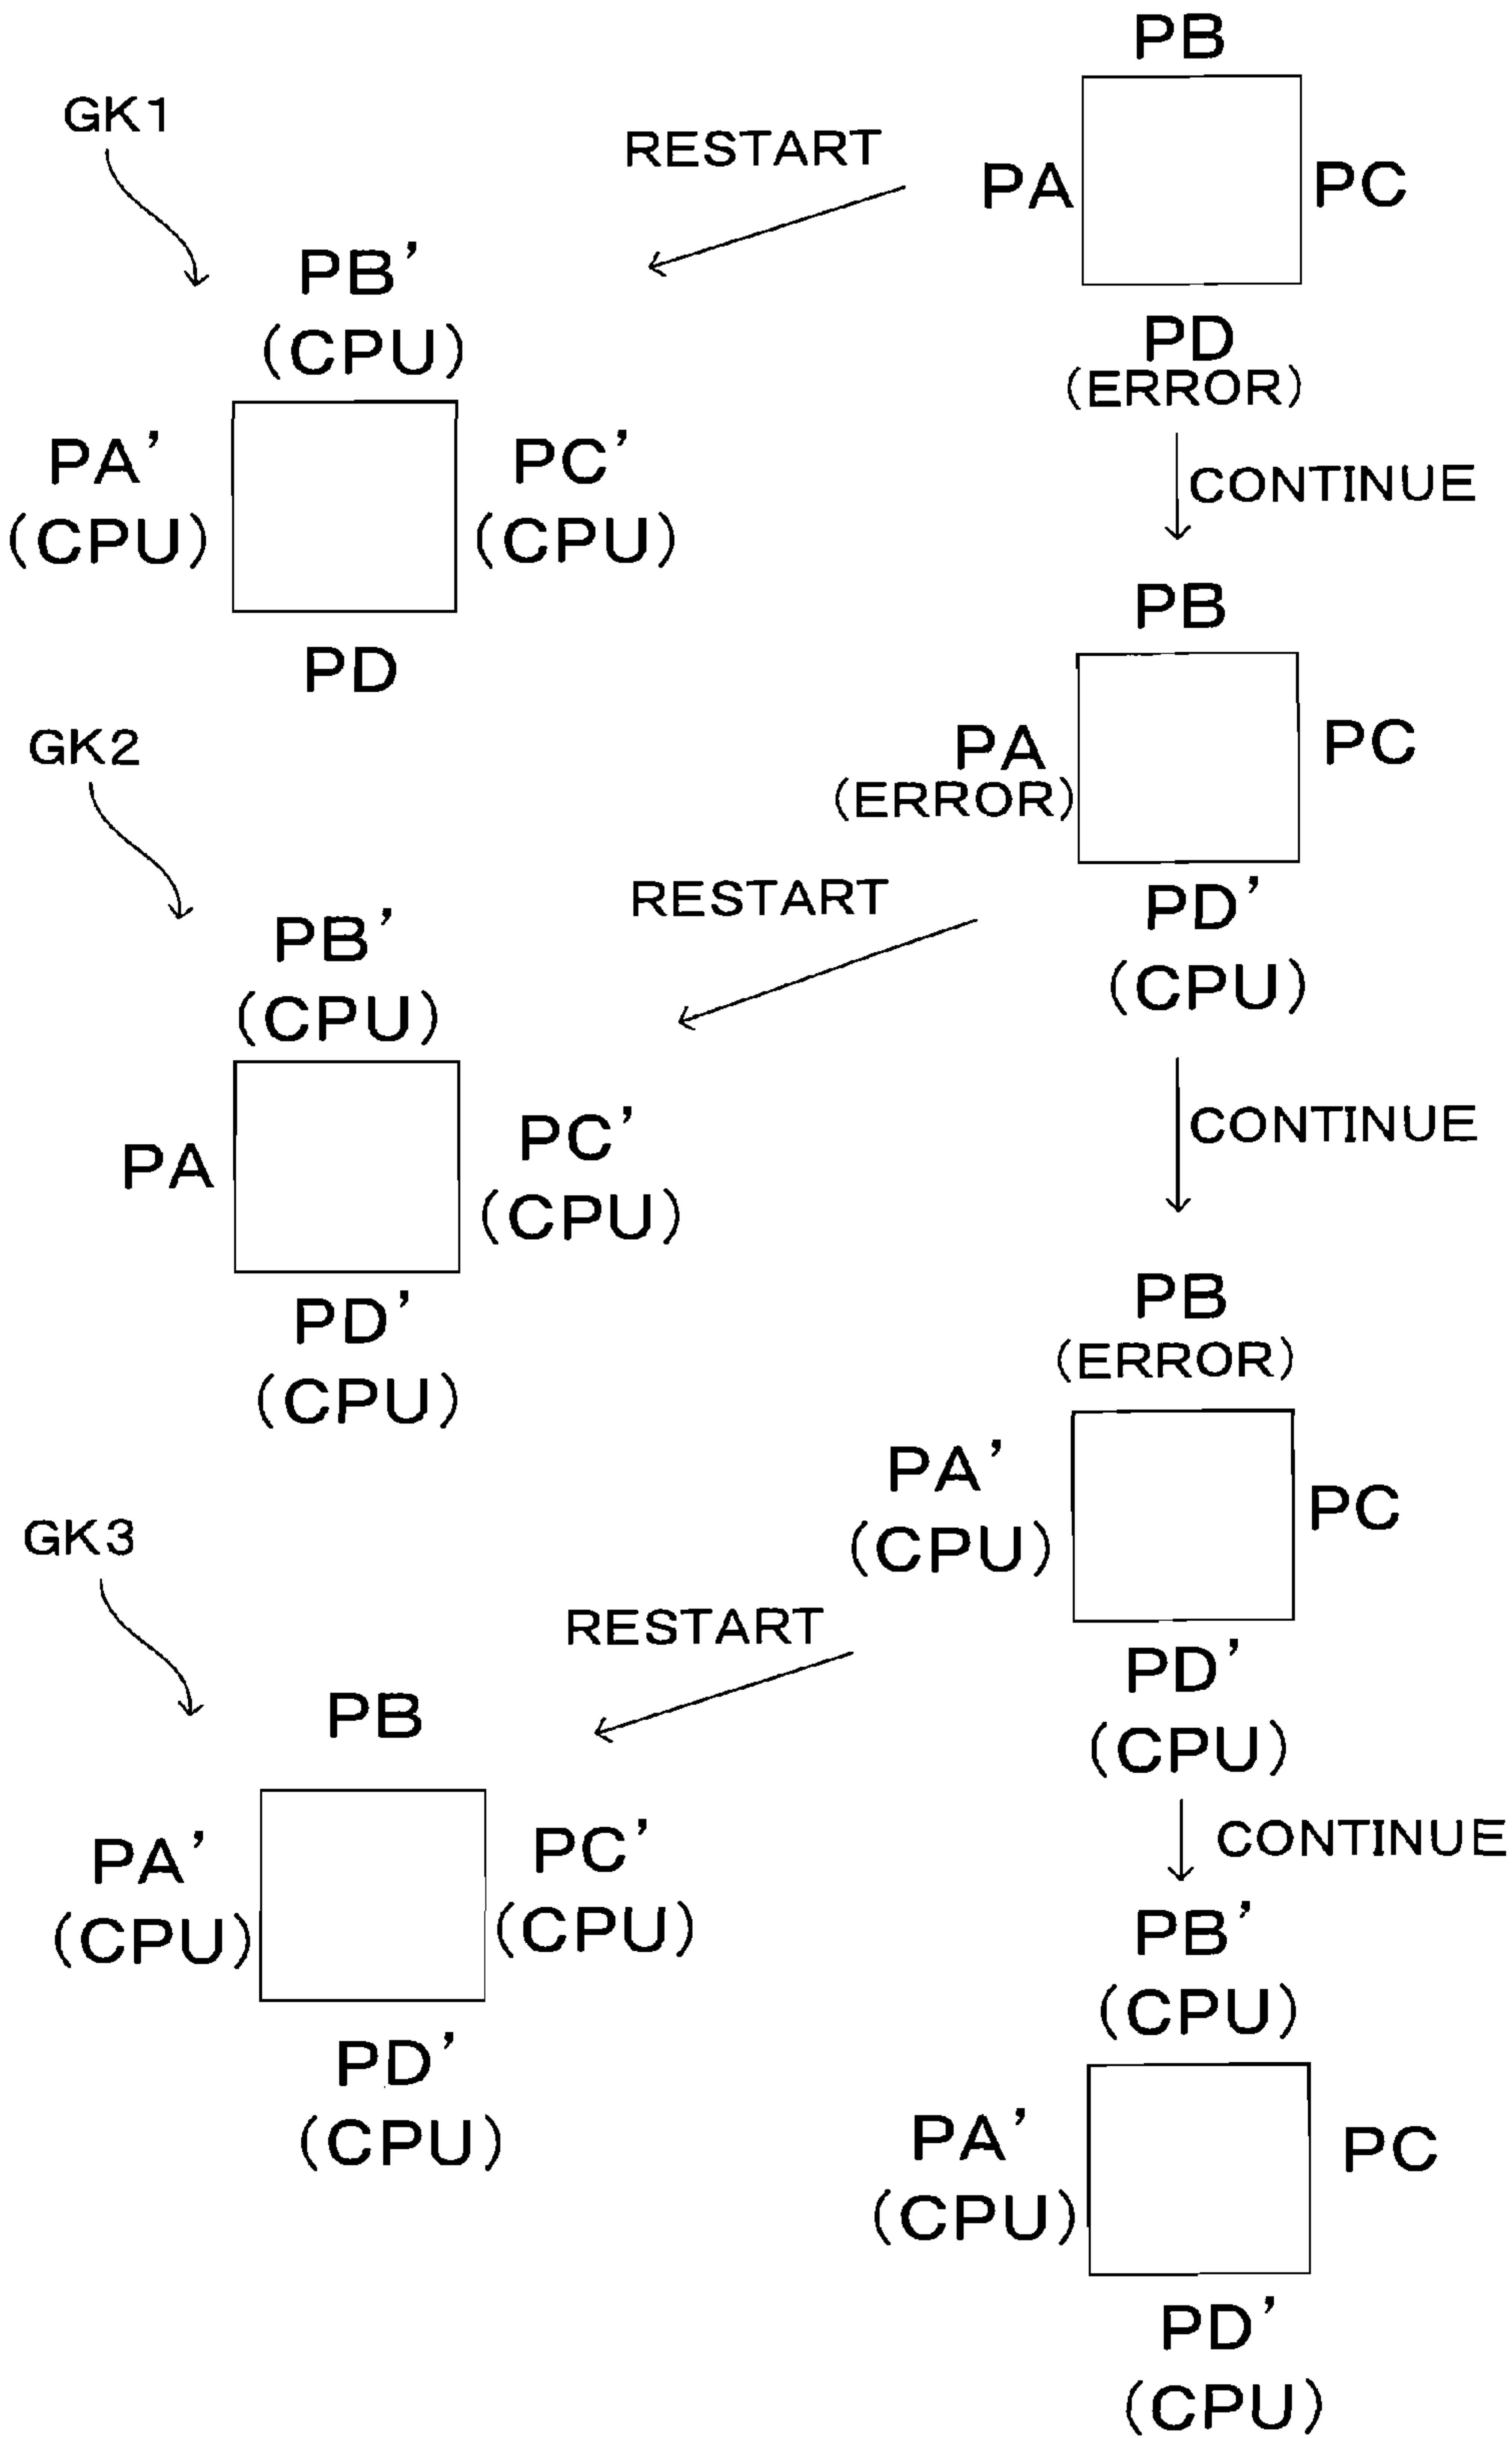 PB
GK1
RESTART
PA
PC
PB'
(CPU)
PD
(ERROR)
PA'
(CPU)
PC'
(CPU)
CONTINUE
PD
PB
GK2
PA
(ERROR)
PC
RESTART
PD'
(CPU)
PB'
(CPU)
PA
PC'
(CPU)
CONTINUE
PD'
(CPU)
PB
(ERROR)
PA'
(CPU)
PC
GK3
RESTART
PD'
(CPU)
PB
PA'
(CPU)
PC'
(CPU)
CONTINUE
PB'
(CPU)
PD'
(CPU)
PA'
(CPU)
PC
PD'
(CPU)